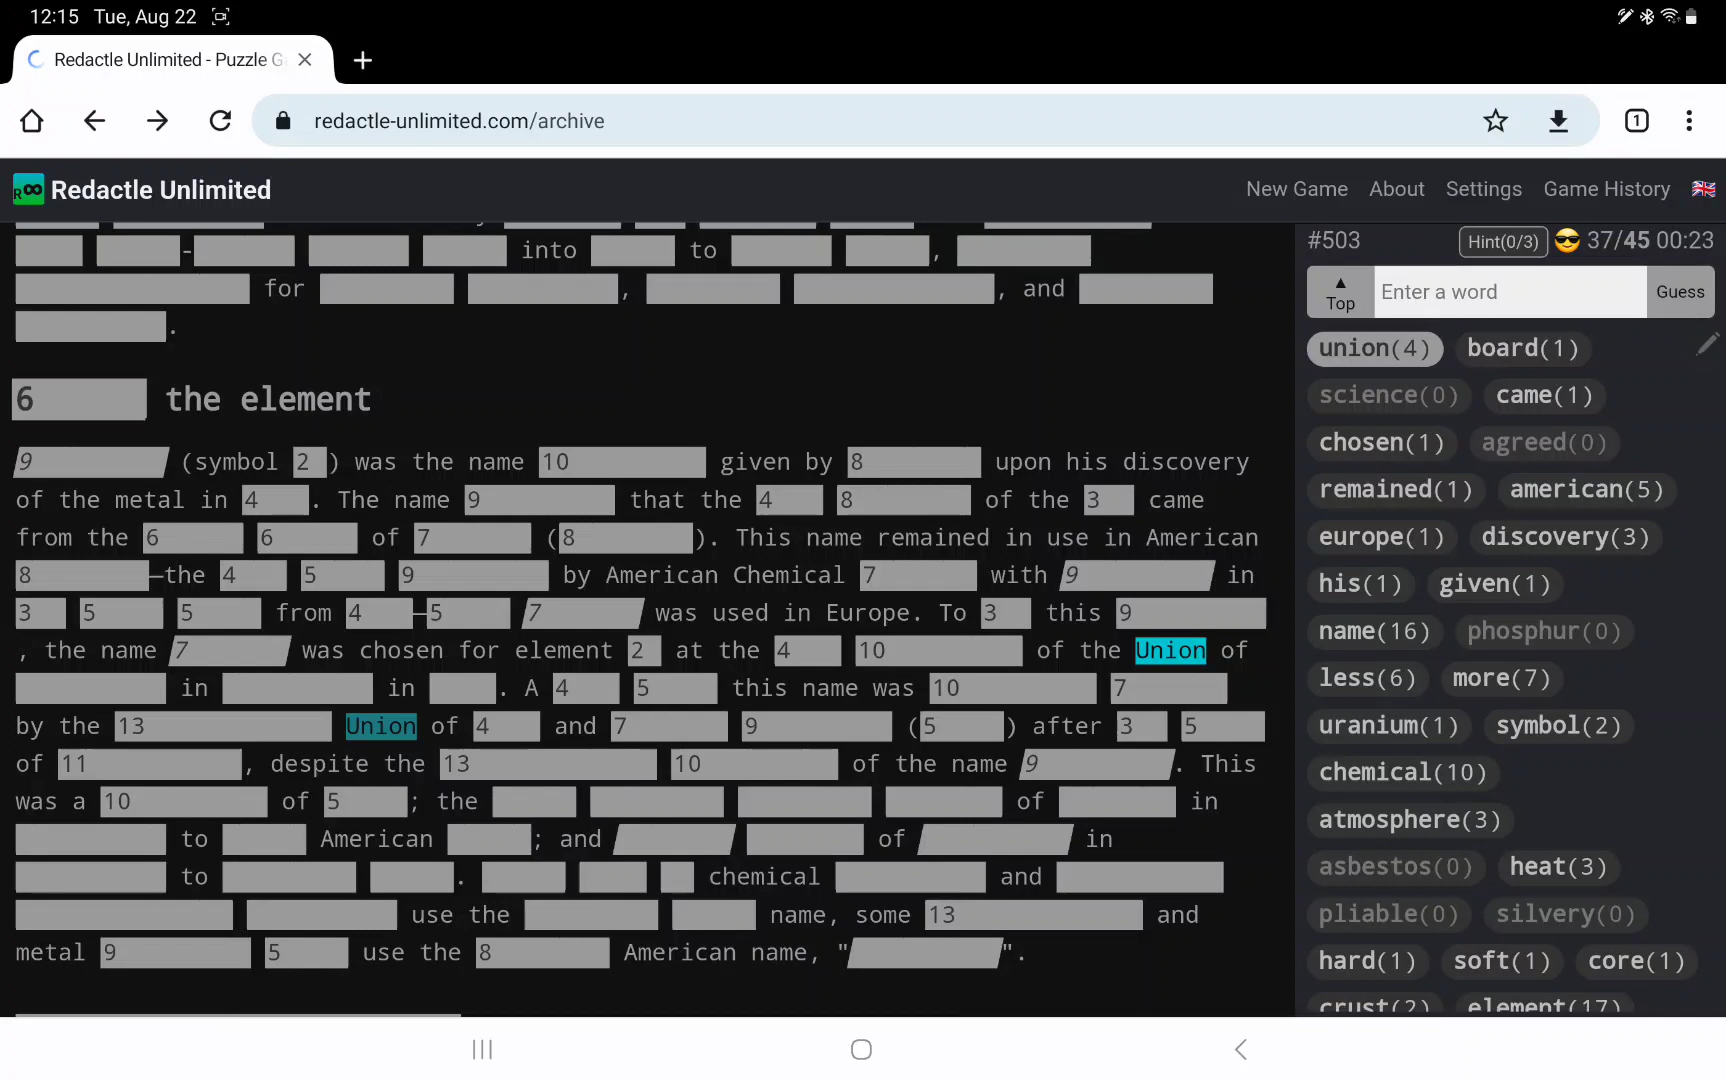 12:15 Tue, Aug 22
Redactle Unlimited - Puzzle G
redactle-unlimited.com/archive
1
R∞ Redactle Unlimited
New Game About Settings Game History
- into to ,
for , , and
.
6 the element
9 (symbol 2 ) was the name 10 given by 8 upon his discovery
of the metal in 4 . The name 9 that the 4 8 of the 3 came
from the 6 6 of 7 ( 8 ). This name remained in use in American
8 —the 4 5 9 by American Chemical 7 with 9 in
3 5 5 from 4 – 5 7 was used in Europe. To 3 this 9
, the name 7 was chosen for element 2 at the 4 10 of the Union of
in in . A 4 5 this name was 10 7
by the 13 Union of 4 and 7 9 ( 5 ) after 3 5
of 11 , despite the 13 10 of the name 9 . This
was a 10 of 5 ; the of in
to American ; and of in
to . chemical and
use the name, some 13 and
metal 9 5 use the 8 American name, " ".
#503 Hint(0/3) 37/45 00:23
▲ Top Enter a word Guess
union(4) board(1)
science(0) came(1)
chosen(1) agreed(0)
remained(1) american(5)
europe(1) discovery(3)
his(1) given(1)
name(16) phosphur(0)
less(6) more(7)
uranium(1) symbol(2)
chemical(10)
atmosphere(3)
asbestos(0) heat(3)
pliable(0) silvery(0)
hard(1) soft(1) core(1)
crust(2) element(17)